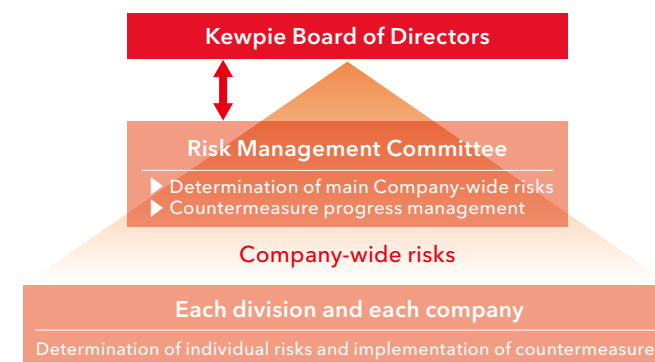 Kewpie Board of Directors
Risk Management Committee
▶ Determination of main Company-wide risks
▶ Countermeasure progress management
Company-wide risks
Each division and each company
Determination of individual risks and implementation of countermeasure